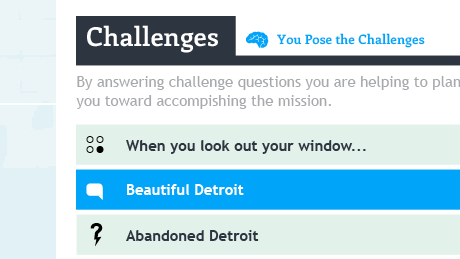 Challenges
You Pose the Challenges
By answering challenge questions you are helping to plan
you toward accompishing the mission.
When you look out your window...
Beautiful Detroit
Abandoned Detroit